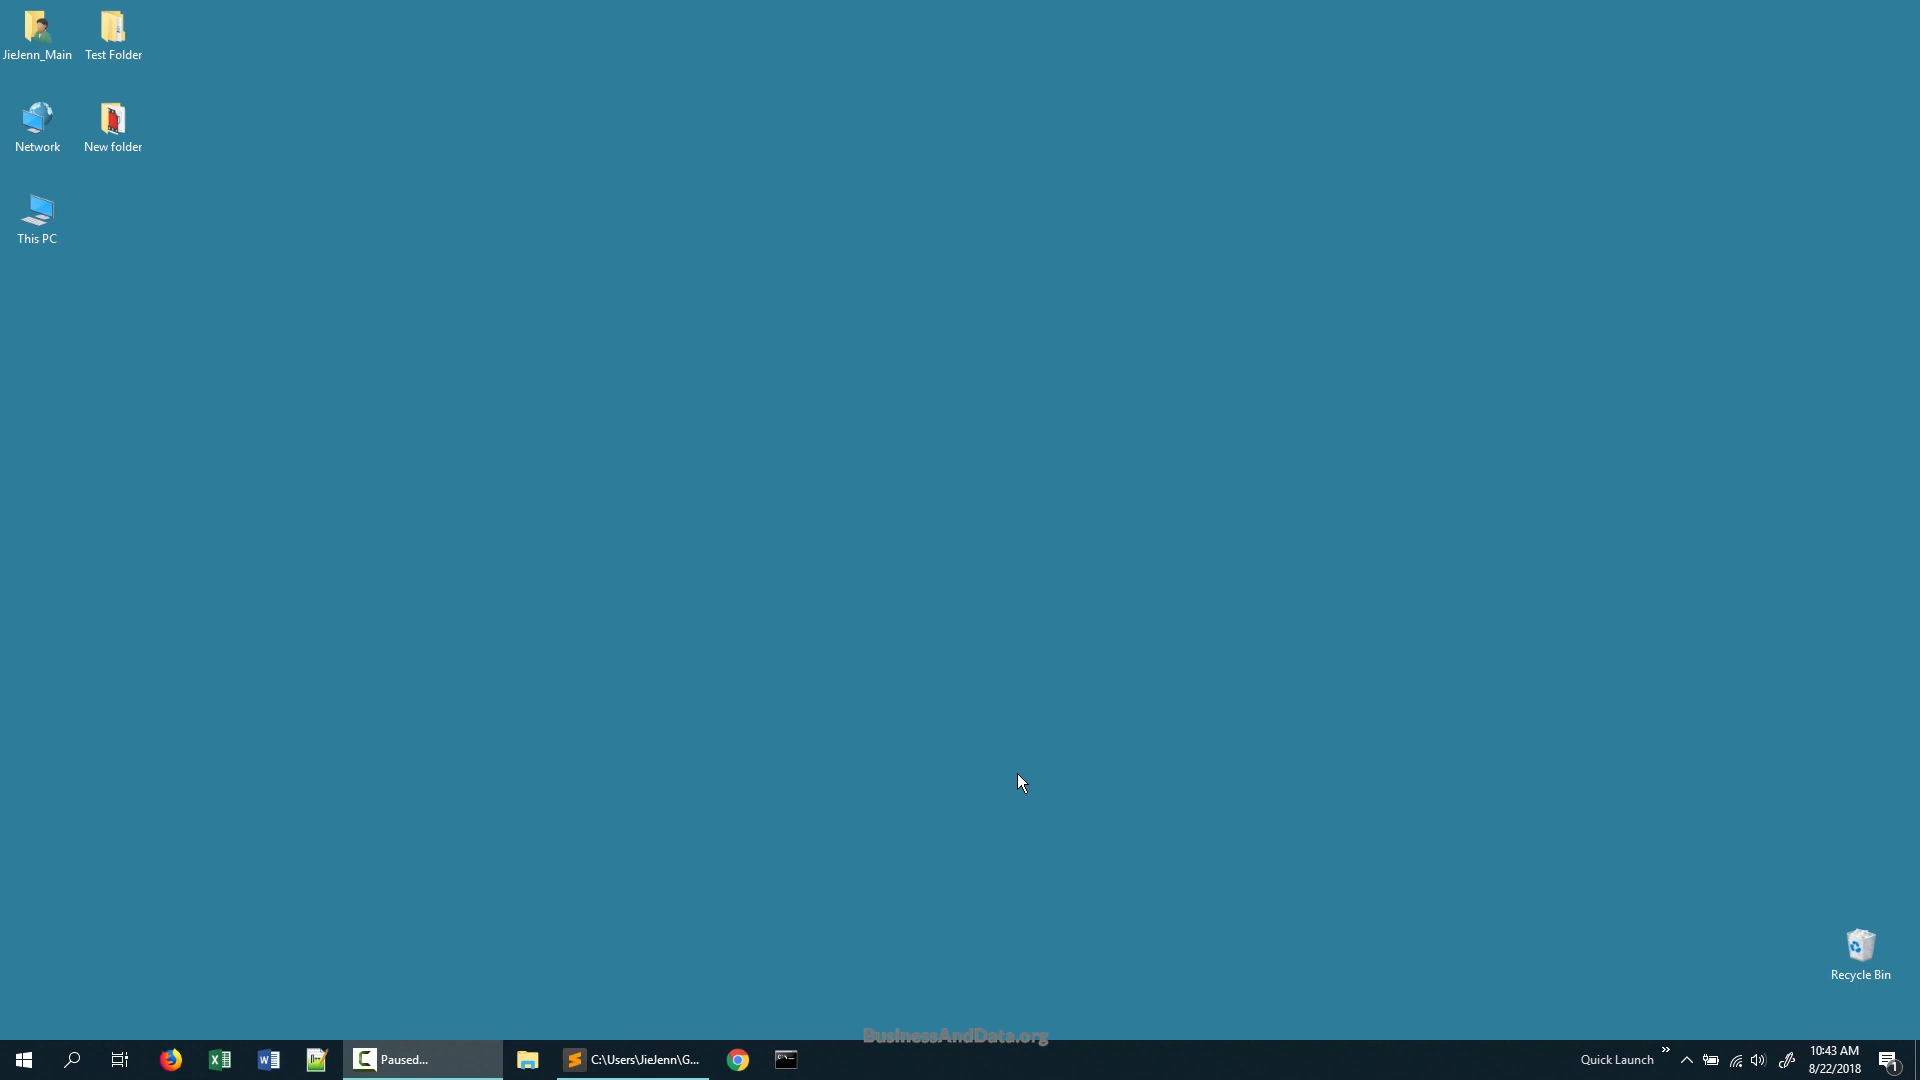 JieJenn_Main
Test Folder
Network
New folder
This PC
Recycle Bin
BusinessAndData.org
Paused...
C:\Users\JieJenn\G...
Quick Launch
10:43 AM
8/22/2018
1